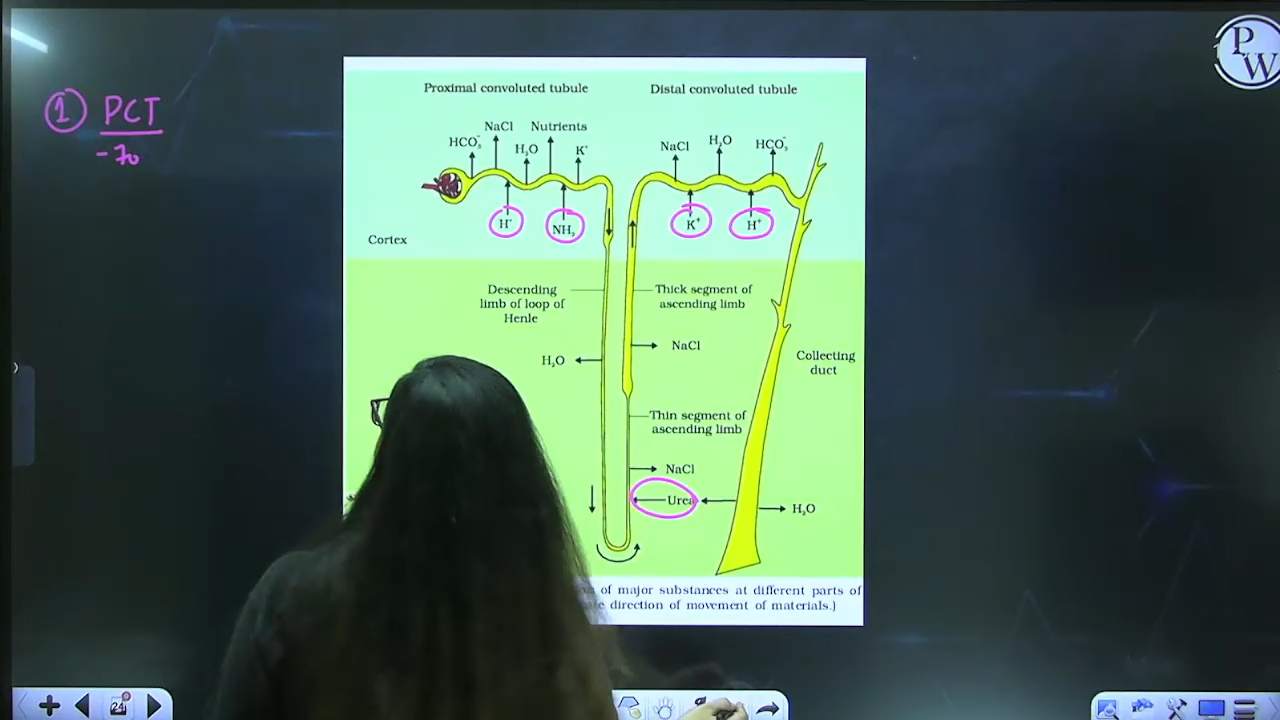 PW
① PCT
- 70
Proximal convoluted tubule
Distal convoluted tubule
HCO₃⁻
NaCl
H₂O
Nutrients
K⁺
NaCl
H₂O
HCO₃⁻
H⁺
NH₃
K⁺
H⁺
Cortex
Descending
limb of loop of
Henle
Thick segment of
ascending limb
H₂O
NaCl
Collecting
duct
Thin segment of
ascending limb
NaCl
Urea
H₂O
of major substances at different parts of
direction of movement of materials.)
24